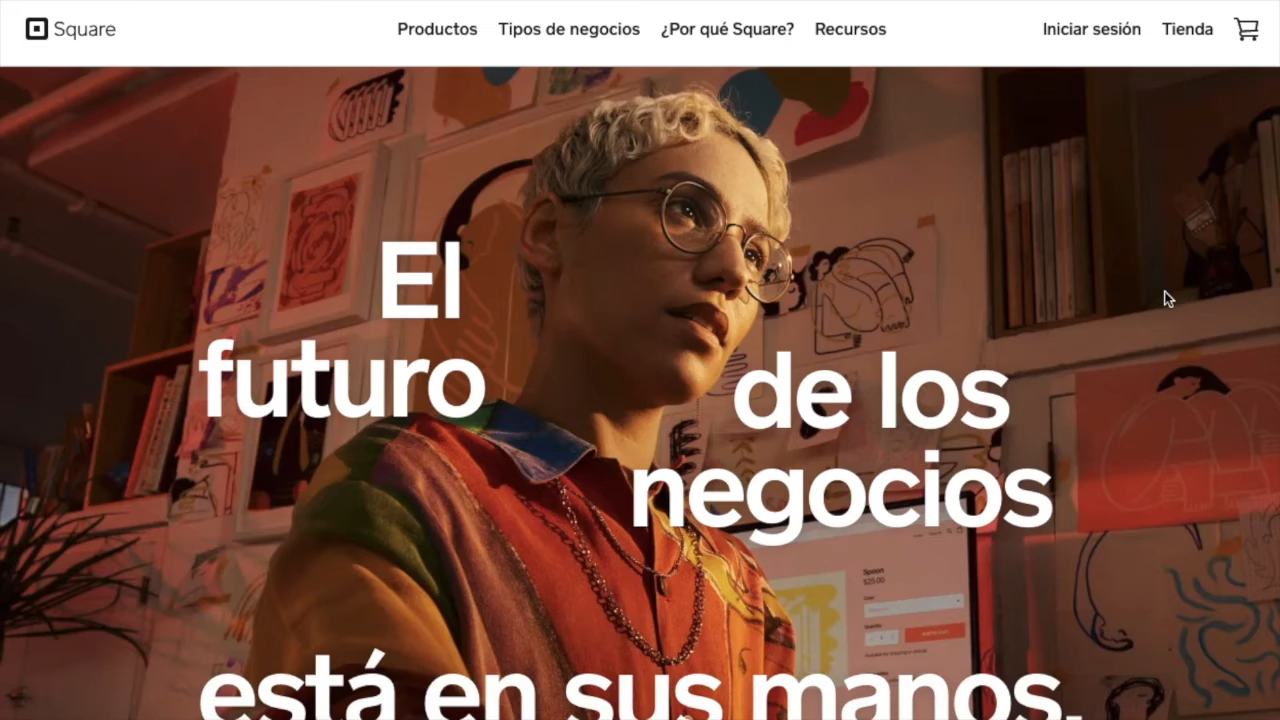 Square
Productos
Tipos de negocios
¿Por qué Square?
Recursos
Iniciar sesión
Tienda
El
futuro
de los
negocios
está en sus manos.
Spoon
$25.00